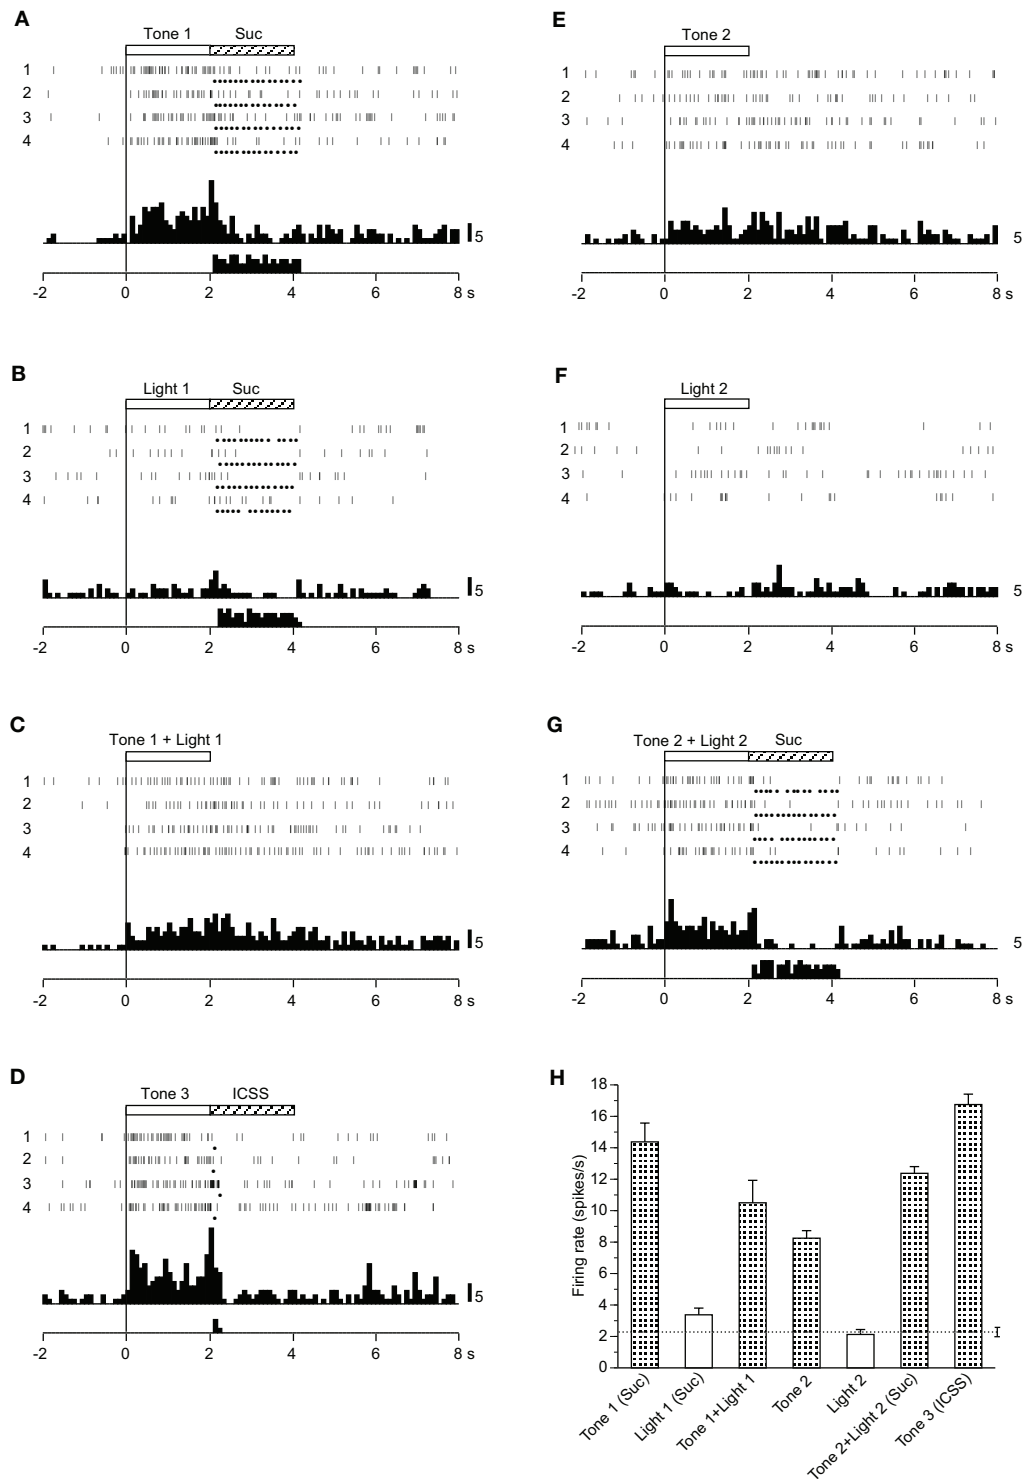 A
Tone 1 Suc
1
2
3
4
5
-2 0 2 4 6 8 s
B
Light 1 Suc
1
2
3
4
5
-2 0 2 4 6 8 s
C
Tone 1 + Light 1
1
2
3
4
5
-2 0 2 4 6 8 s
D
Tone 3 ICSS
1
2
3
4
5
-2 0 2 4 6 8 s
E
Tone 2
1
2
3
4
5
-2 0 2 4 6 8 s
F
Light 2
1
2
3
4
5
-2 0 2 4 6 8 s
G
Tone 2 + Light 2 Suc
1
2
3
4
5
-2 0 2 4 6 8 s
H
Firing rate (spikes/s)
18
16
14
12
10
8
6
4
2
0
Tone 1 (Suc)
Light 1 (Suc)
Tone 1+Light 1
Tone 2
Light 2
Tone 2+Light 2 (Suc)
Tone 3 (ICSS)